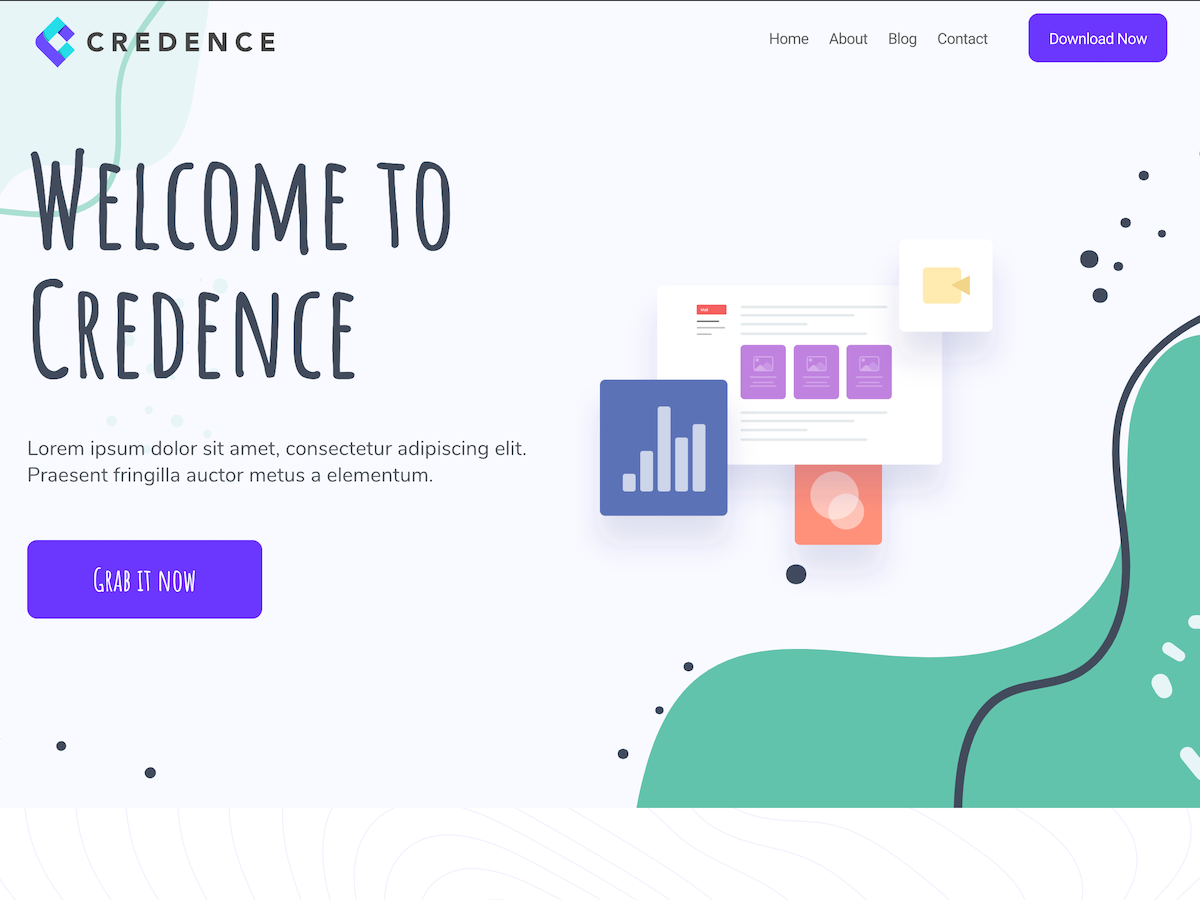 CREDENCE
Home About Blog Contact Download Now
Welcome to
Credence
Lorem ipsum dolor sit amet, consectetur adipiscing elit.
Praesent fringilla auctor metus a elementum.
Grab it now